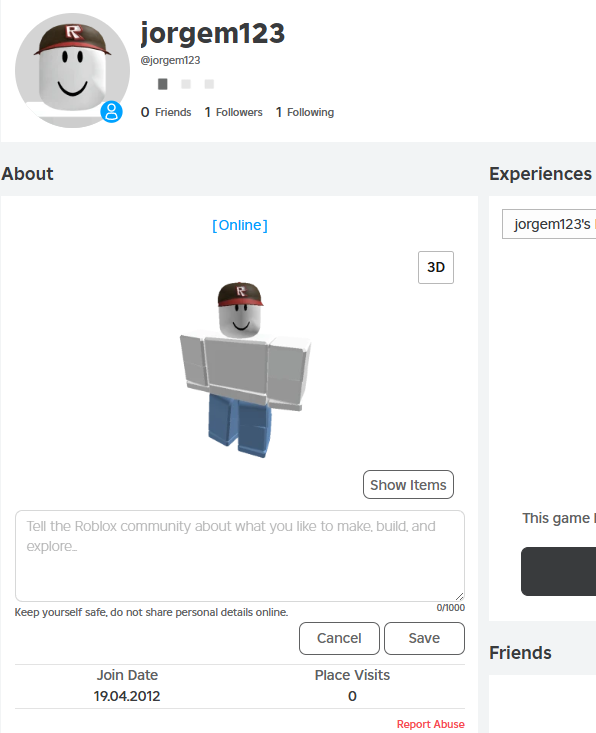 jorgem123
@jorgem123
0 Friends 1 Followers 1 Following
About
[Online]
3D
Show Items
Tell the Roblox community about what you like to make, build, and
explore...
Keep yourself safe, do not share personal details online.
0/1000
Cancel Save
Join Date Place Visits
19.04.2012 0
Report Abuse
Experiences
jorgem123's
This game
Friends